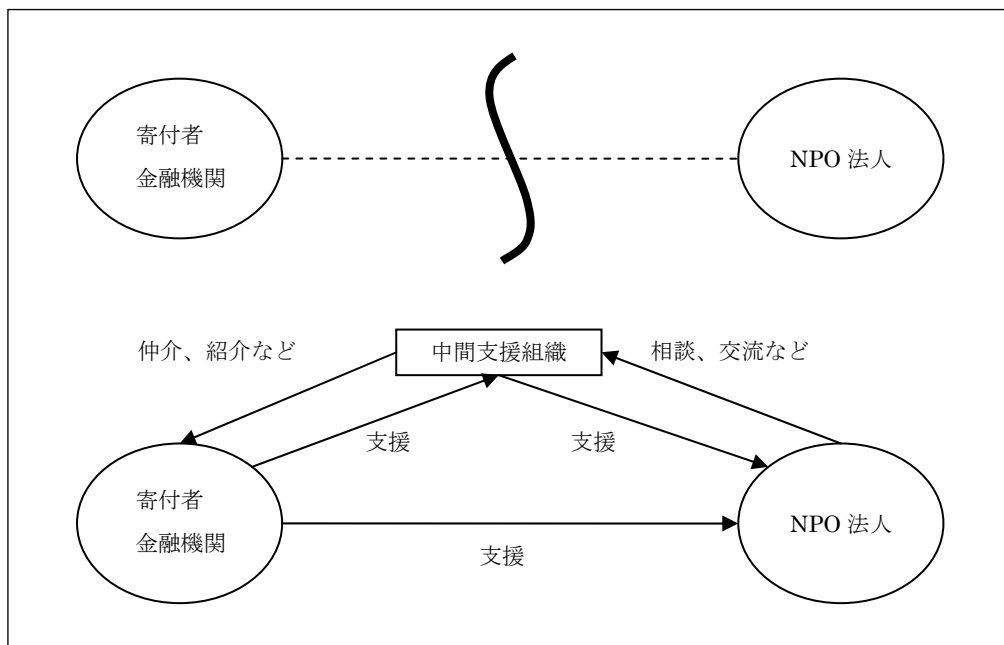 寄付者
金融機関
NPO 法人
仲介、紹介など
中間支援組織
相談、交流など
支援
支援
寄付者
金融機関
NPO 法人
支援